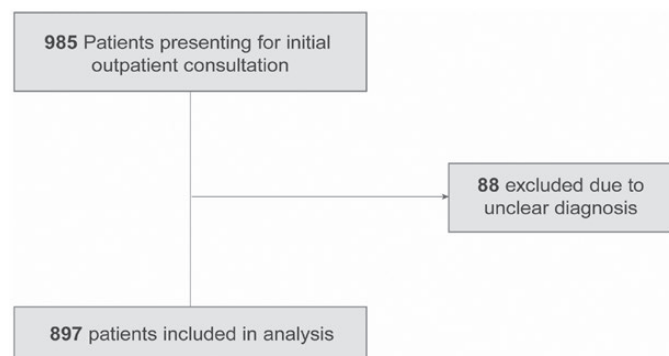 985 Patients presenting for initial
outpatient consultation
88 excluded due to
unclear diagnosis
897 patients included in analysis